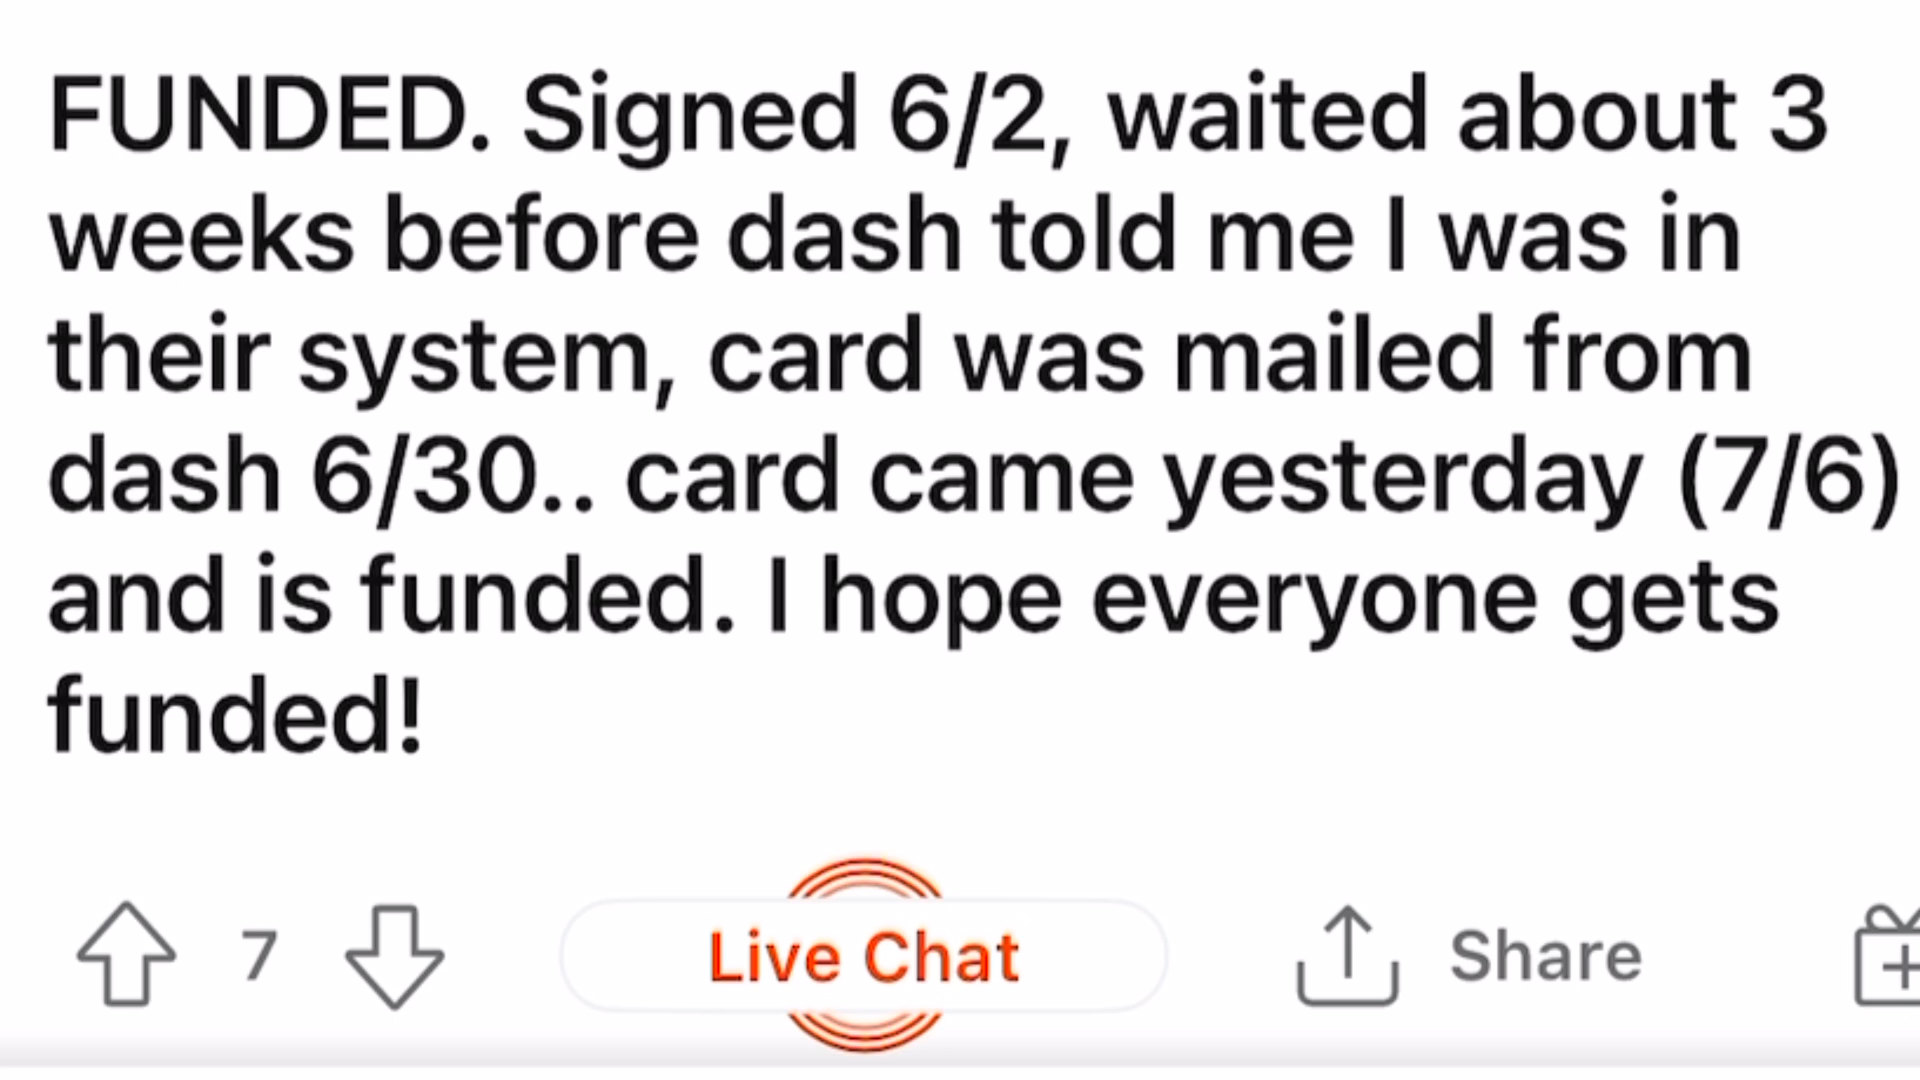 FUNDED. Signed 6/2, waited about 3
weeks before dash told me I was in
their system, card was mailed from
dash 6/30.. card came yesterday (7/6)
and is funded. I hope everyone gets
funded!
7 Live Chat Share